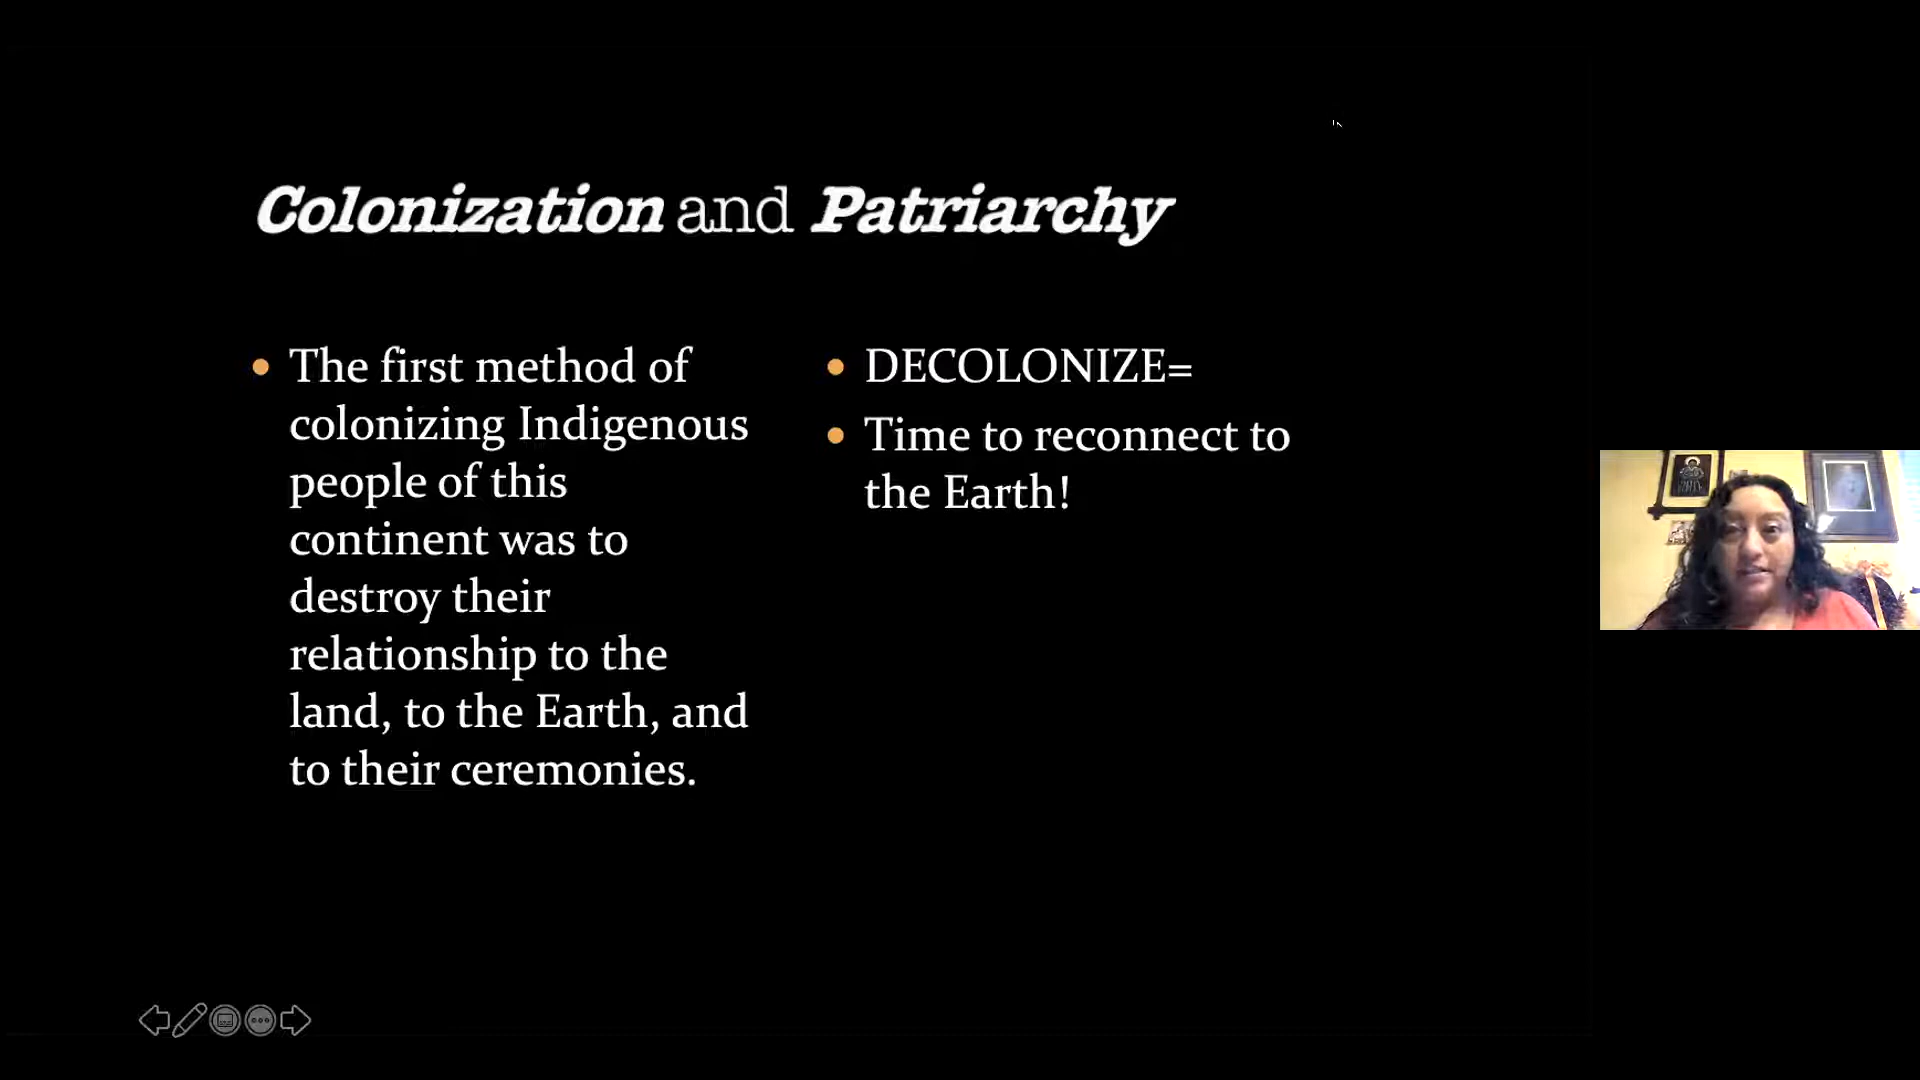 Colonization and Patriarchy
• The first method of
colonizing Indigenous
people of this
continent was to
destroy their
relationship to the
land, to the Earth, and
to their ceremonies.
• DECOLONIZE=
• Time to reconnect to
the Earth!